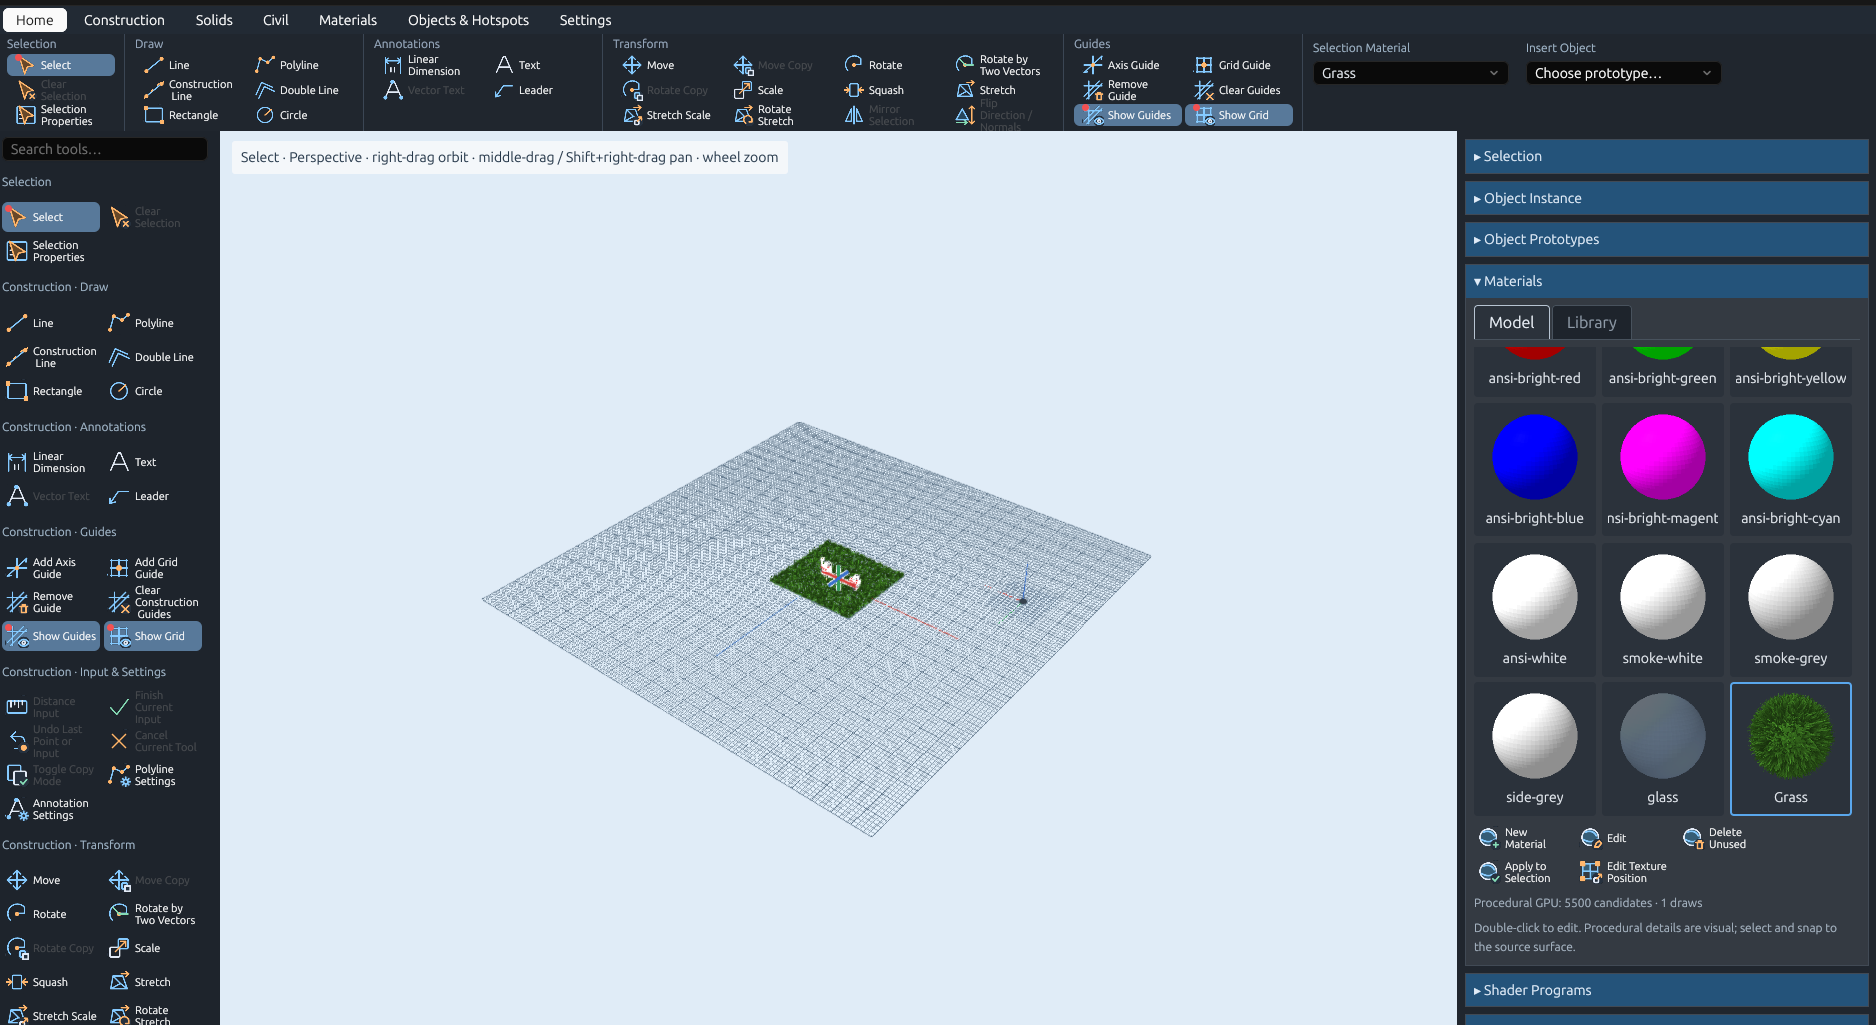 Home Construction Solids Civil Materials Objects & Hotspots Settings
Selection
Select
Clear Selection
Selection Properties
Draw
Line
Construction Line
Rectangle
Polyline
Double Line
Circle
Annotations
Linear Dimension
Vector Text
Text
Leader
Transform
Move
Rotate Copy
Stretch Scale
Move Copy
Scale
Rotate Stretch
Rotate
Squash
Mirror Selection
Rotate by Two Vectors
Stretch
Flip Direction / Normals
Guides
Axis Guide
Remove Guide
Show Guides
Grid Guide
Clear Guides
Show Grid
Selection Material
Grass
Insert Object
Choose prototype...
Search tools...
Selection
Select
Clear Selection
Selection Properties
Construction · Draw
Line
Polyline
Construction Line
Double Line
Rectangle
Circle
Construction · Annotations
Linear Dimension
Text
Vector Text
Leader
Construction · Guides
Add Axis Guide
Add Grid Guide
Remove Guide
Clear Construction Guides
Show Guides
Show Grid
Construction · Input & Settings
Distance Input
Finish Current Input
Undo Last Point or Input
Cancel Current Tool
Toggle Copy Mode
Polyline Settings
Annotation Settings
Construction · Transform
Move
Move Copy
Rotate
Rotate by Two Vectors
Rotate Copy
Scale
Squash
Stretch
Stretch Scale
Rotate Stretch
Select · Perspective · right-drag orbit · middle-drag / Shift+right-drag pan · wheel zoom
▸ Selection
▸ Object Instance
▸ Object Prototypes
▾ Materials
Model Library
ansi-bright-red ansi-bright-green ansi-bright-yellow
ansi-bright-blue nsi-bright-magent ansi-bright-cyan
ansi-white smoke-white smoke-grey
side-grey glass Grass
New Material
Edit
Delete Unused
Apply to Selection
Edit Texture Position
Procedural GPU: 5500 candidates · 1 draws
Double-click to edit. Procedural details are visual; select and snap to
the source surface.
▸ Shader Programs